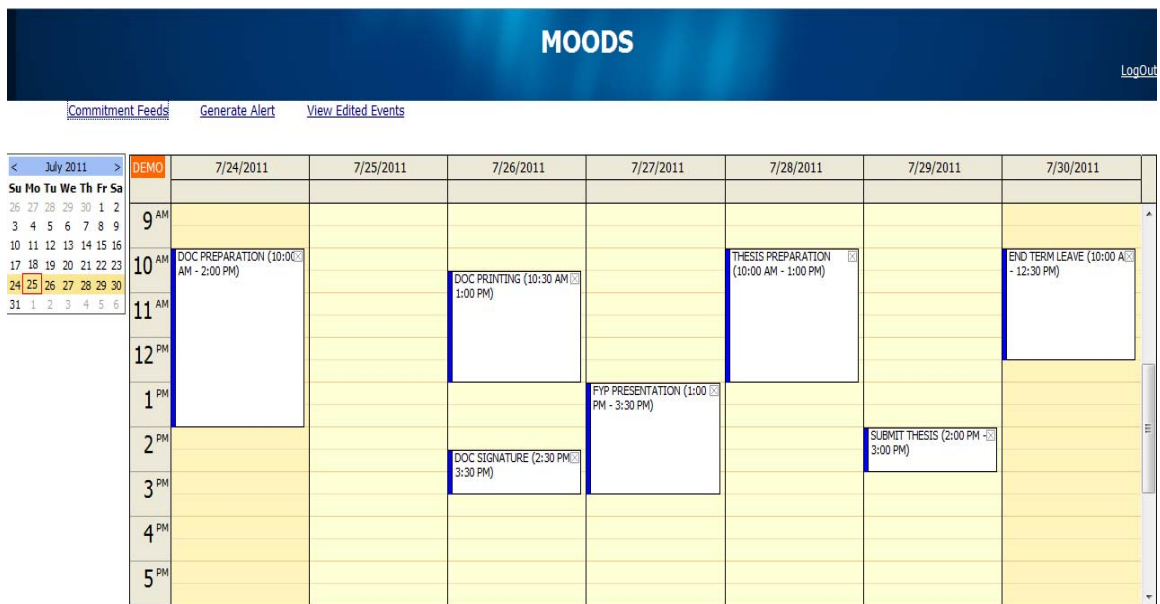 MOODS
LogOut
Commitment Feeds Generate Alert View Edited Events
< July 2011 >
Su Mo Tu We Th Fr Sa
26 27 28 29 30 1 2
3 4 5 6 7 8 9
10 11 12 13 14 15 16
17 18 19 20 21 22 23
24 25 26 27 28 29 30
31 1 2 3 4 5 6
DEMO 7/24/2011 7/25/2011 7/26/2011 7/27/2011 7/28/2011 7/29/2011 7/30/2011
9 AM
10 AM
11 AM
12 PM
1 PM
2 PM
3 PM
4 PM
5 PM
DOC PREPARATION (10:00
AM - 2:00 PM)
DOC PRINTING (10:30 AM
1:00 PM)
DOC SIGNATURE (2:30 PM
3:30 PM)
FYP PRESENTATION (1:00
PM - 3:30 PM)
THESIS PREPARATION
(10:00 AM - 1:00 PM)
SUBMIT THESIS (2:00 PM -
3:00 PM)
END TERM LEAVE (10:00 A
- 12:30 PM)